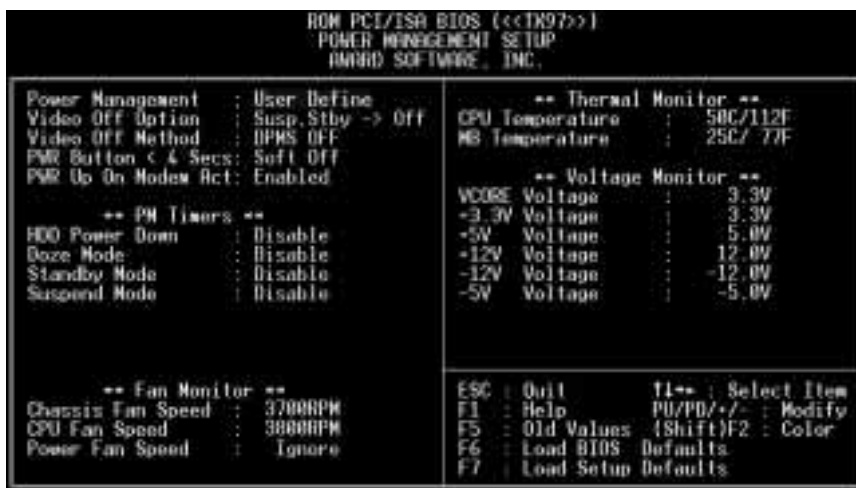 ROM PCI/ISA BIOS (<<TX97>>)
POWER MANAGEMENT SETUP
AWARD SOFTWARE, INC.
Power Management : User Define
Video Off Option : Susp,Stby -> Off
Video Off Method : DPMS OFF
PWR Button < 4 Secs: Soft Off
PWR Up On Modem Act: Enabled
** PM Timers **
HDD Power Down : Disable
Doze Mode : Disable
Standby Mode : Disable
Suspend Mode : Disable
** Fan Monitor **
Chassis Fan Speed : 3700RPM
CPU Fan Speed : 3800RPM
Power Fan Speed : Ignore
** Thermal Monitor **
CPU Temperature : 50C/112F
MB Temperature : 25C/ 77F
** Voltage Monitor **
VCORE Voltage : 3.3V
+3.3V Voltage : 3.3V
+5V Voltage : 5.0V
+12V Voltage : 12.0V
-12V Voltage : -12.0V
-5V Voltage : -5.0V
ESC : Quit ↑↓→← : Select Item
F1 : Help PU/PD/+/- : Modify
F5 : Old Values (Shift)F2 : Color
F6 : Load BIOS Defaults
F7 : Load Setup Defaults